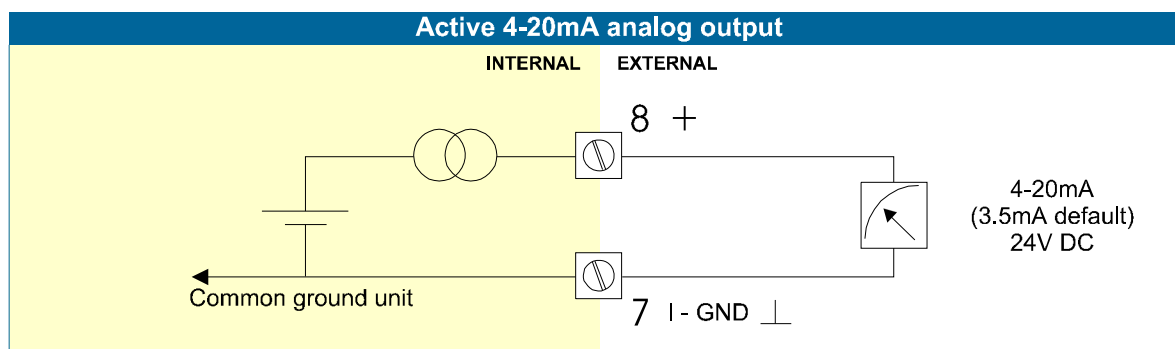 Active 4-20mA analog output
INTERNAL EXTERNAL
8 +
4-20mA
(3.5mA default)
24V DC
Common ground unit
7 I - GND ⊥